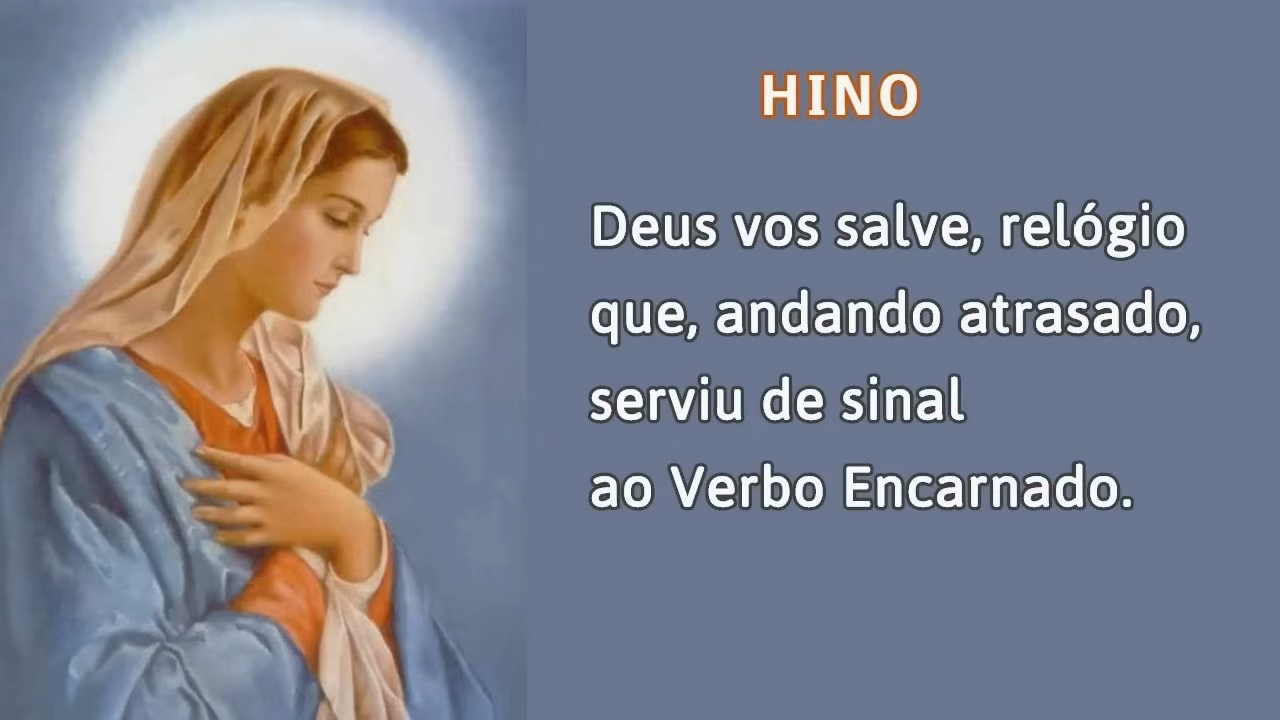 HINO
Deus vos salve, relógio
que, andando atrasado,
serviu de sinal
ao Verbo Encarnado.